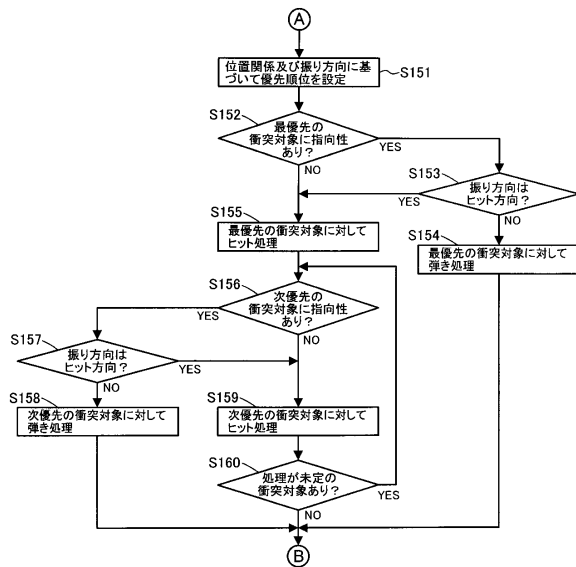 A
位置関係及び振り方向に基
づいて優先順位を設定
S151
S152
最優先の
衝突対象に指向性
あり?
YES
NO
S153
振り方向は
ヒット方向?
YES
NO
S155
最優先の衝突対象に対して
ヒット処理
S154
最優先の衝突対象に対して
弾き処理
S156
次優先の
衝突対象に指向性
あり?
YES
NO
S157
振り方向は
ヒット方向?
YES
NO
S158
次優先の衝突対象に対して
弾き処理
S159
次優先の衝突対象に対して
ヒット処理
S160
処理が未定の
衝突対象あり?
YES
NO
B